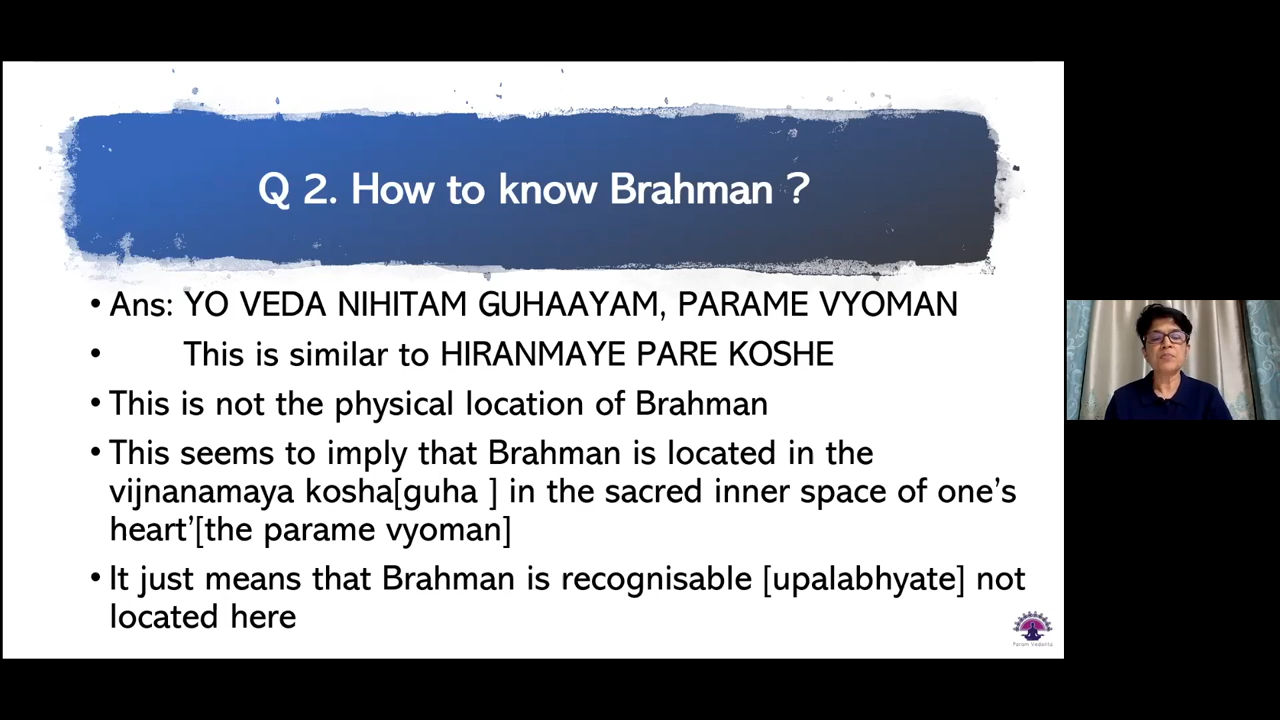 Q 2. How to know Brahman ?
• Ans: YO VEDA NIHITAM GUHAAYAM, PARAME VYOMAN
• This is similar to HIRANMAYE PARE KOSHE
• This is not the physical location of Brahman
• This seems to imply that Brahman is located in the
vijnanamaya kosha[guha ] in the sacred inner space of one’s
heart’[the parame vyoman]
• It just means that Brahman is recognisable [upalabhyate] not
located here
Param Vedanta